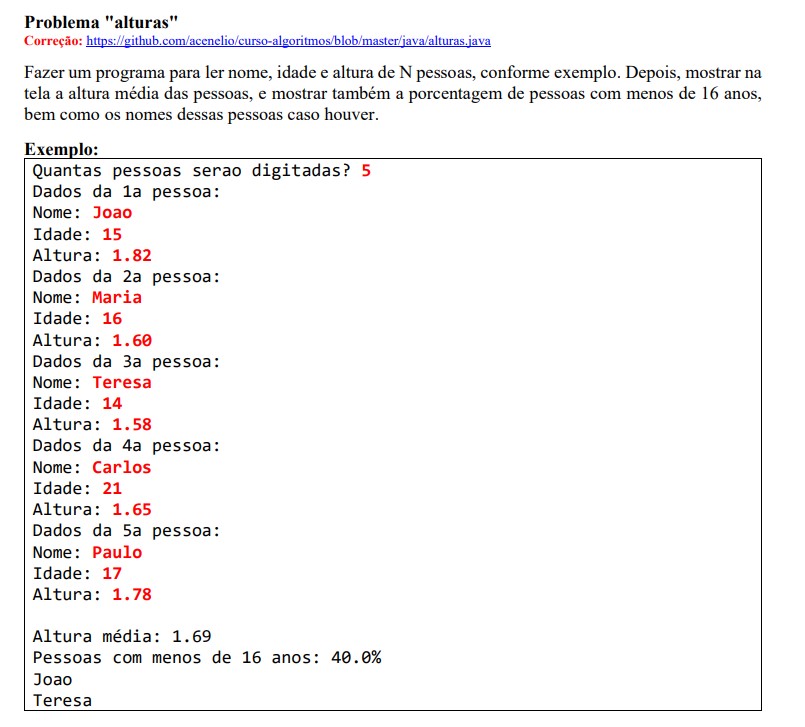 Problema "alturas"
Correção: https://github.com/acenelio/curso-algoritmos/blob/master/java/alturas.java
Fazer um programa para ler nome, idade e altura de N pessoas, conforme exemplo. Depois, mostrar na
tela a altura média das pessoas, e mostrar também a porcentagem de pessoas com menos de 16 anos,
bem como os nomes dessas pessoas caso houver.
Exemplo:
Quantas pessoas serao digitadas? 5
Dados da 1a pessoa:
Nome: Joao
Idade: 15
Altura: 1.82
Dados da 2a pessoa:
Nome: Maria
Idade: 16
Altura: 1.60
Dados da 3a pessoa:
Nome: Teresa
Idade: 14
Altura: 1.58
Dados da 4a pessoa:
Nome: Carlos
Idade: 21
Altura: 1.65
Dados da 5a pessoa:
Nome: Paulo
Idade: 17
Altura: 1.78
Altura média: 1.69
Pessoas com menos de 16 anos: 40.0%
Joao
Teresa